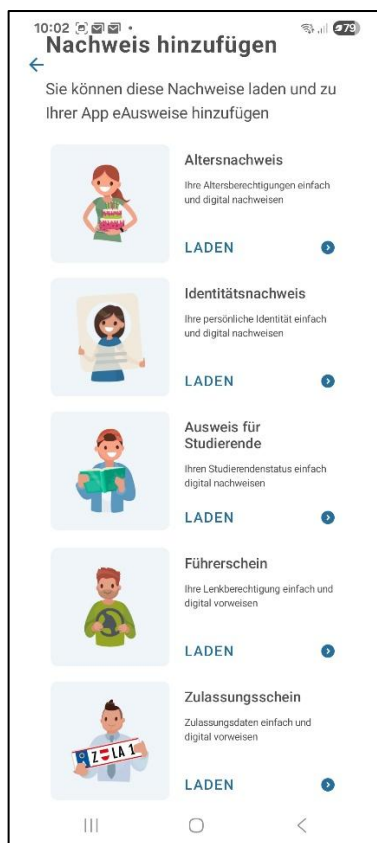 10:02
79
Nachweis hinzufügen
Sie können diese Nachweise laden und zu
Ihrer App eAusweise hinzufügen
Altersnachweis
Ihre Altersberechtigungen einfach
und digital nachweisen
LADEN
Identitätsnachweis
Ihre persönliche Identität einfach
und digital nachweisen
LADEN
Ausweis für
Studierende
Ihren Studierendenstatus einfach
digital nachweisen
LADEN
Führerschein
Ihre Lenkberechtigung einfach und
digital vorweisen
LADEN
Zulassungsschein
Zulassungsdaten einfach und
digital vorweisen
Z LA 1
LADEN